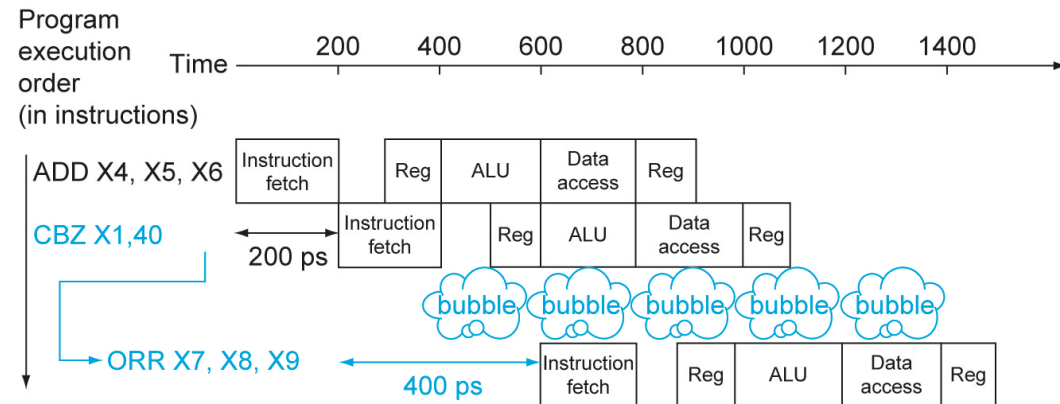 Program
execution
order
(in instructions)
Time
200 400 600 800 1000 1200 1400
ADD X4, X5, X6
Instruction
fetch
Reg
ALU
Data
access
Reg
CBZ X1,40
200 ps
Instruction
fetch
Reg
ALU
Data
access
Reg
bubble bubble bubble bubble bubble
ORR X7, X8, X9
400 ps
Instruction
fetch
Reg
ALU
Data
access
Reg